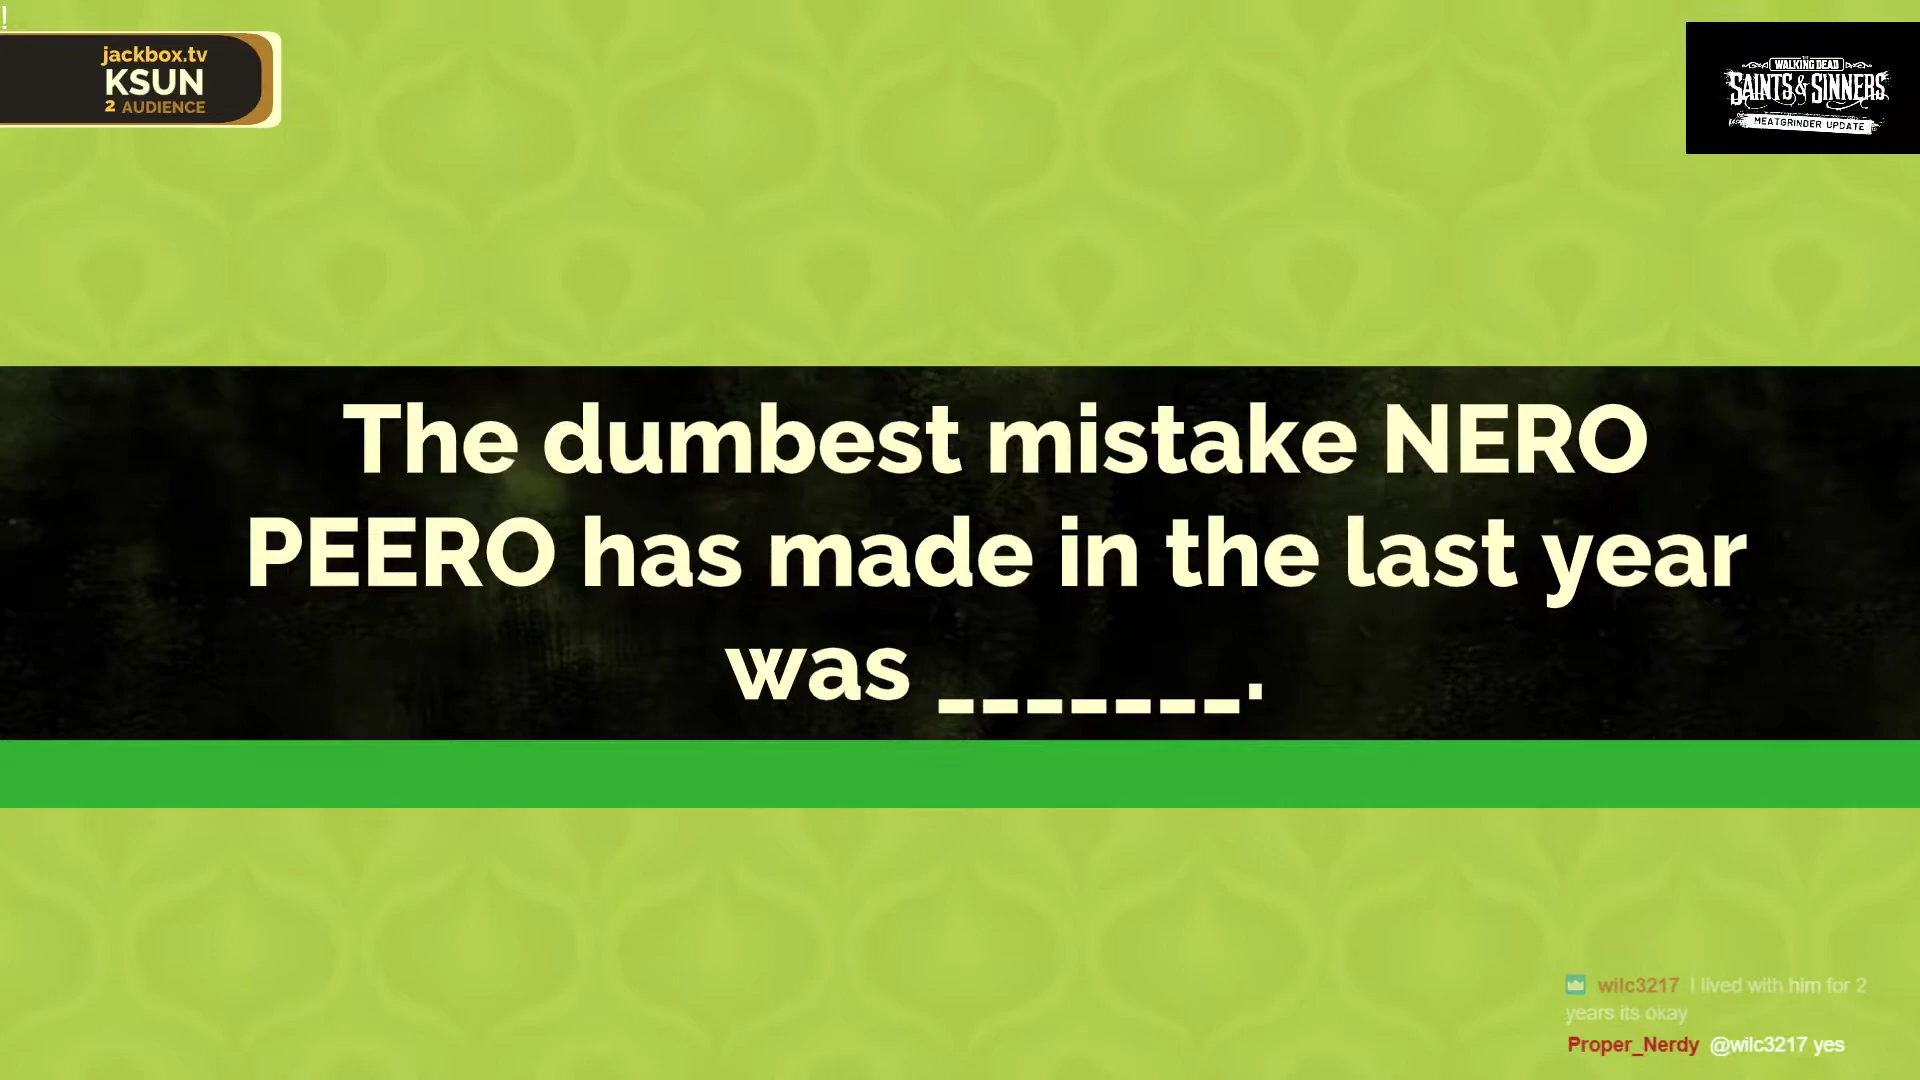 !
jackbox.tv
KSUN
2 AUDIENCE
THE
WALKING DEAD
SAINTS & SINNERS
MEATGRINDER UPDATE
The dumbest mistake NERO
PEERO has made in the last year
was _______.
wilc3217 I lived with him for 2
years its okay
Proper_Nerdy @wilc3217 yes